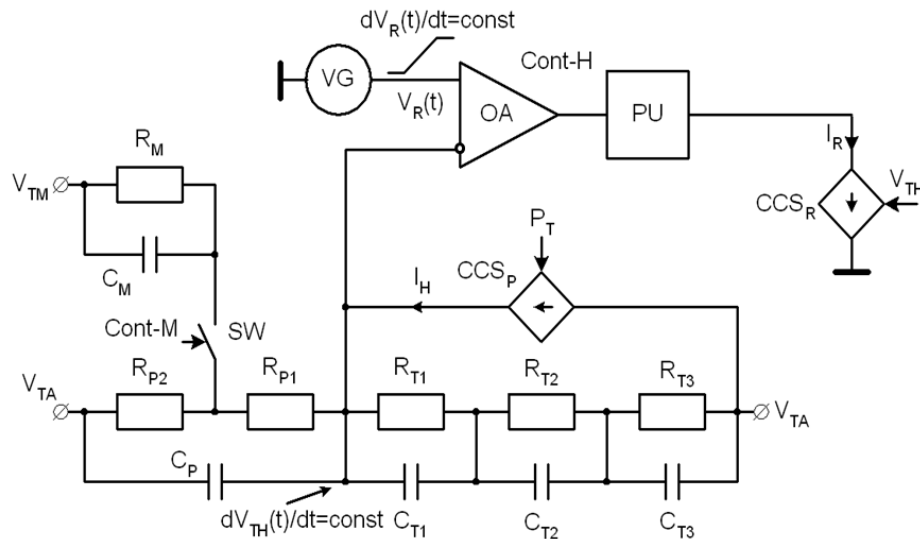 dV_R(t)/dt=const
Cont-H
VG
V_R(t)
OA
PU
I_R
R_M
V_TM
C_M
V_TH
CCS_R
P_T
CCS_P
I_H
Cont-M
SW
V_TA
R_P2
R_P1
R_T1
R_T2
R_T3
V_TA
C_P
C_T1
C_T2
C_T3
dV_TH(t)/dt=const